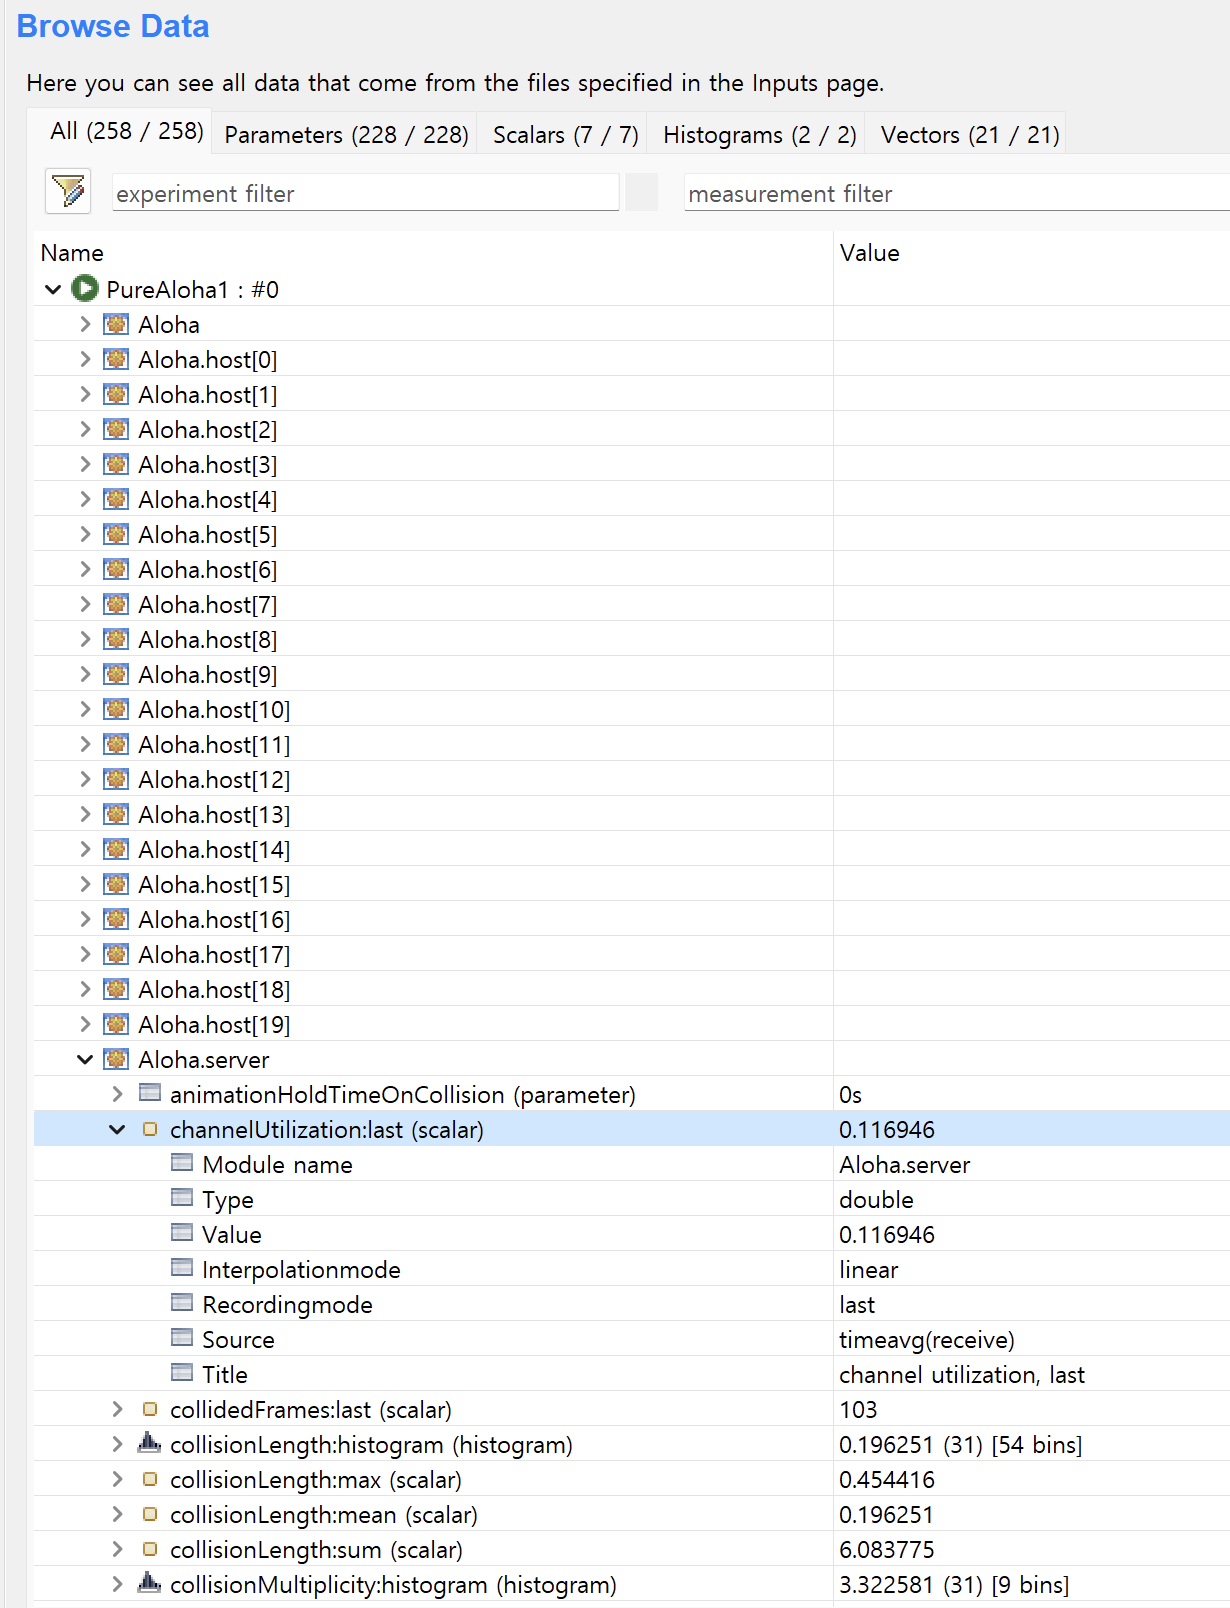 Browse Data
Here you can see all data that come from the files specified in the Inputs page.
All (258 / 258) Parameters (228 / 228) Scalars (7 / 7) Histograms (2 / 2) Vectors (21 / 21)
experiment filter measurement filter
Name Value
PureAloha1 : #0
Aloha
Aloha.host[0]
Aloha.host[1]
Aloha.host[2]
Aloha.host[3]
Aloha.host[4]
Aloha.host[5]
Aloha.host[6]
Aloha.host[7]
Aloha.host[8]
Aloha.host[9]
Aloha.host[10]
Aloha.host[11]
Aloha.host[12]
Aloha.host[13]
Aloha.host[14]
Aloha.host[15]
Aloha.host[16]
Aloha.host[17]
Aloha.host[18]
Aloha.host[19]
Aloha.server
animationHoldTimeOnCollision (parameter) 0s
channelUtilization:last (scalar) 0.116946
Module name Aloha.server
Type double
Value 0.116946
Interpolationmode linear
Recordingmode last
Source timeavg(receive)
Title channel utilization, last
collidedFrames:last (scalar) 103
collisionLength:histogram (histogram) 0.196251 (31) [54 bins]
collisionLength:max (scalar) 0.454416
collisionLength:mean (scalar) 0.196251
collisionLength:sum (scalar) 6.083775
collisionMultiplicity:histogram (histogram) 3.322581 (31) [9 bins]